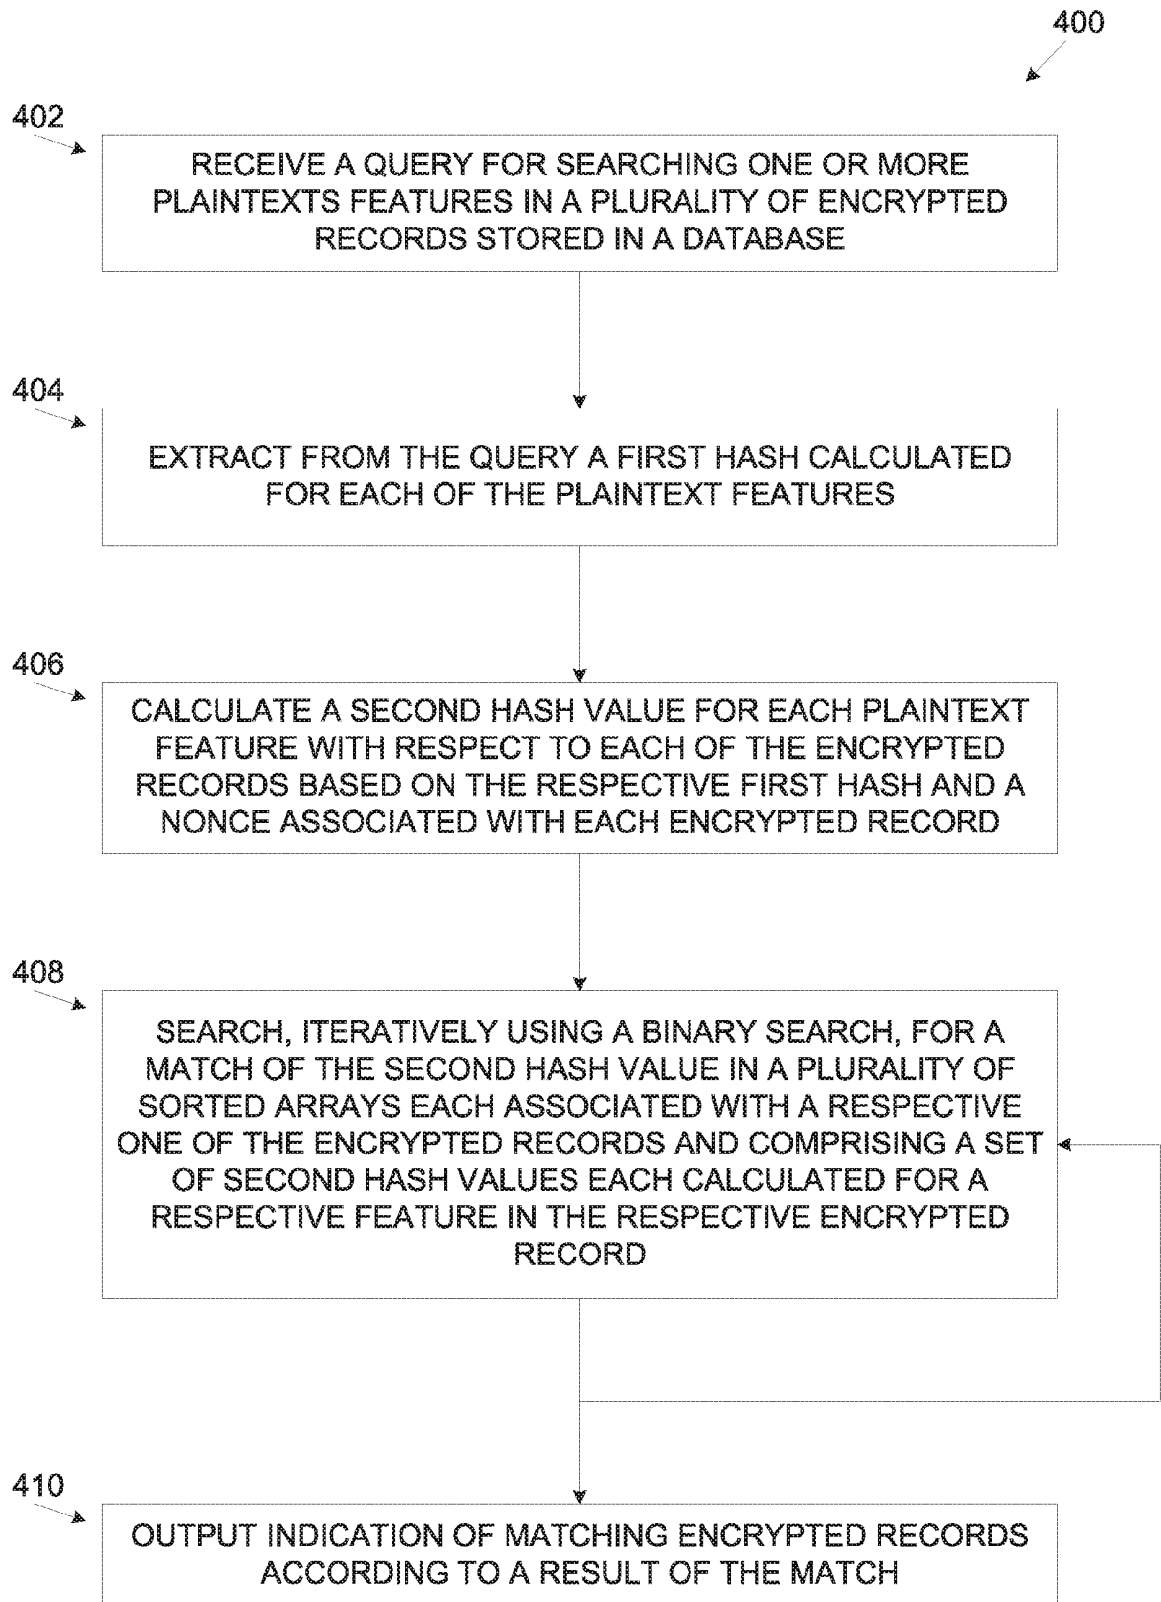 400
402
RECEIVE A QUERY FOR SEARCHING ONE OR MORE
PLAINTEXTS FEATURES IN A PLURALITY OF ENCRYPTED
RECORDS STORED IN A DATABASE
404
EXTRACT FROM THE QUERY A FIRST HASH CALCULATED
FOR EACH OF THE PLAINTEXT FEATURES
406
CALCULATE A SECOND HASH VALUE FOR EACH PLAINTEXT
FEATURE WITH RESPECT TO EACH OF THE ENCRYPTED
RECORDS BASED ON THE RESPECTIVE FIRST HASH AND A
NONCE ASSOCIATED WITH EACH ENCRYPTED RECORD
408
SEARCH, ITERATIVELY USING A BINARY SEARCH, FOR A
MATCH OF THE SECOND HASH VALUE IN A PLURALITY OF
SORTED ARRAYS EACH ASSOCIATED WITH A RESPECTIVE
ONE OF THE ENCRYPTED RECORDS AND COMPRISING A SET
OF SECOND HASH VALUES EACH CALCULATED FOR A
RESPECTIVE FEATURE IN THE RESPECTIVE ENCRYPTED
RECORD
410
OUTPUT INDICATION OF MATCHING ENCRYPTED RECORDS
ACCORDING TO A RESULT OF THE MATCH